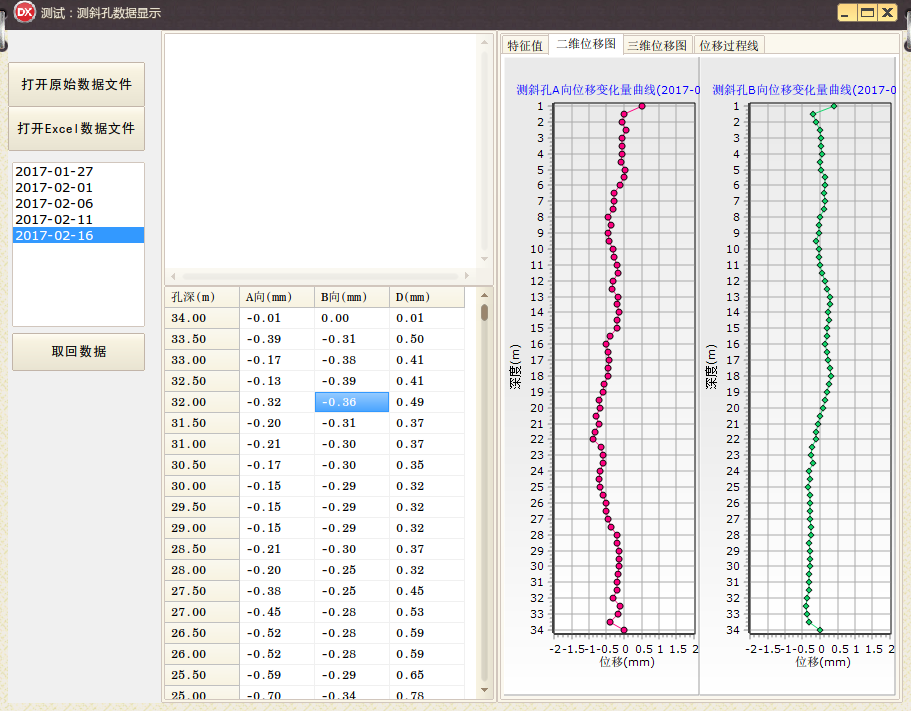 DX 测试：测斜孔数据显示
打开原始数据文件
打开Excel数据文件
2017-01-27
2017-02-01
2017-02-06
2017-02-11
2017-02-16
取回数据
孔深(m) A向(mm) B向(mm) D(mm)
34.00 -0.01 0.00 0.01
33.50 -0.39 -0.31 0.50
33.00 -0.17 -0.38 0.41
32.50 -0.13 -0.39 0.41
32.00 -0.32 -0.36 0.49
31.50 -0.20 -0.31 0.37
31.00 -0.21 -0.30 0.37
30.50 -0.17 -0.30 0.35
30.00 -0.15 -0.29 0.32
29.50 -0.15 -0.29 0.32
29.00 -0.15 -0.29 0.32
28.50 -0.21 -0.30 0.37
28.00 -0.20 -0.25 0.32
27.50 -0.38 -0.25 0.45
27.00 -0.45 -0.28 0.53
26.50 -0.52 -0.28 0.59
26.00 -0.52 -0.28 0.59
25.50 -0.59 -0.29 0.65
25.00 -0.70 -0.34 0.78
特征值 二维位移图 三维位移图 位移过程线
测斜孔A向位移变化量曲线(2017-0
深度(m)
1
2
3
4
5
6
7
8
9
10
11
12
13
14
15
16
17
18
19
20
21
22
23
24
25
26
27
28
29
30
31
32
33
34
-2 -1.5 -1 -0.5 0 0.5 1 1.5 2
位移(mm)
测斜孔B向位移变化量曲线(2017-0
深度(m)
1
2
3
4
5
6
7
8
9
10
11
12
13
14
15
16
17
18
19
20
21
22
23
24
25
26
27
28
29
30
31
32
33
34
-2 -1.5 -1 -0.5 0 0.5 1 1.5 2
位移(mm)